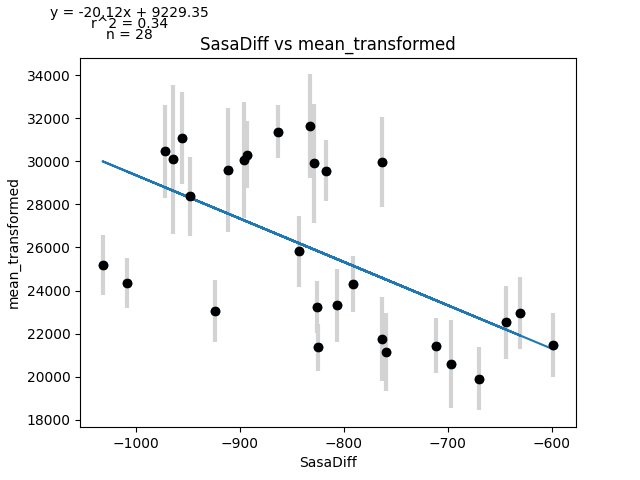 y = -20.12x + 9229.35
r^2 = 0.34
n = 28
SasaDiff vs mean_transformed
34000
32000
30000
28000
26000
24000
22000
20000
18000
mean_transformed
−1000
−900
−800
−700
−600
SasaDiff